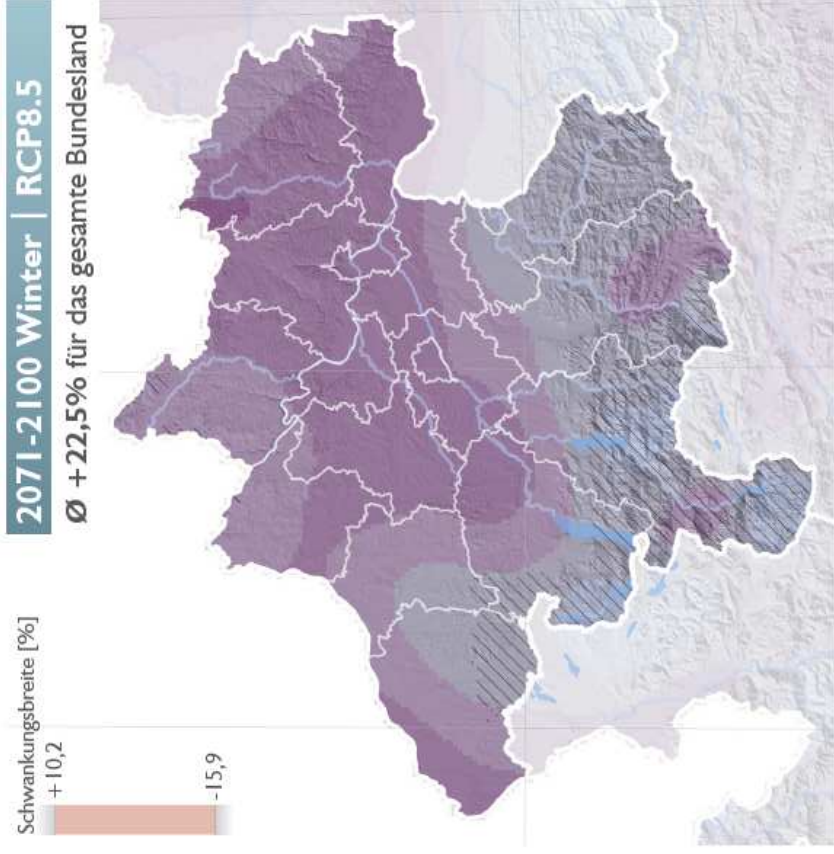 2071-2100 Winter | RCP8.5
Ø +22,5% für das gesamte Bundesland
Schwankungsbreite [%]
+10,2
-15,9